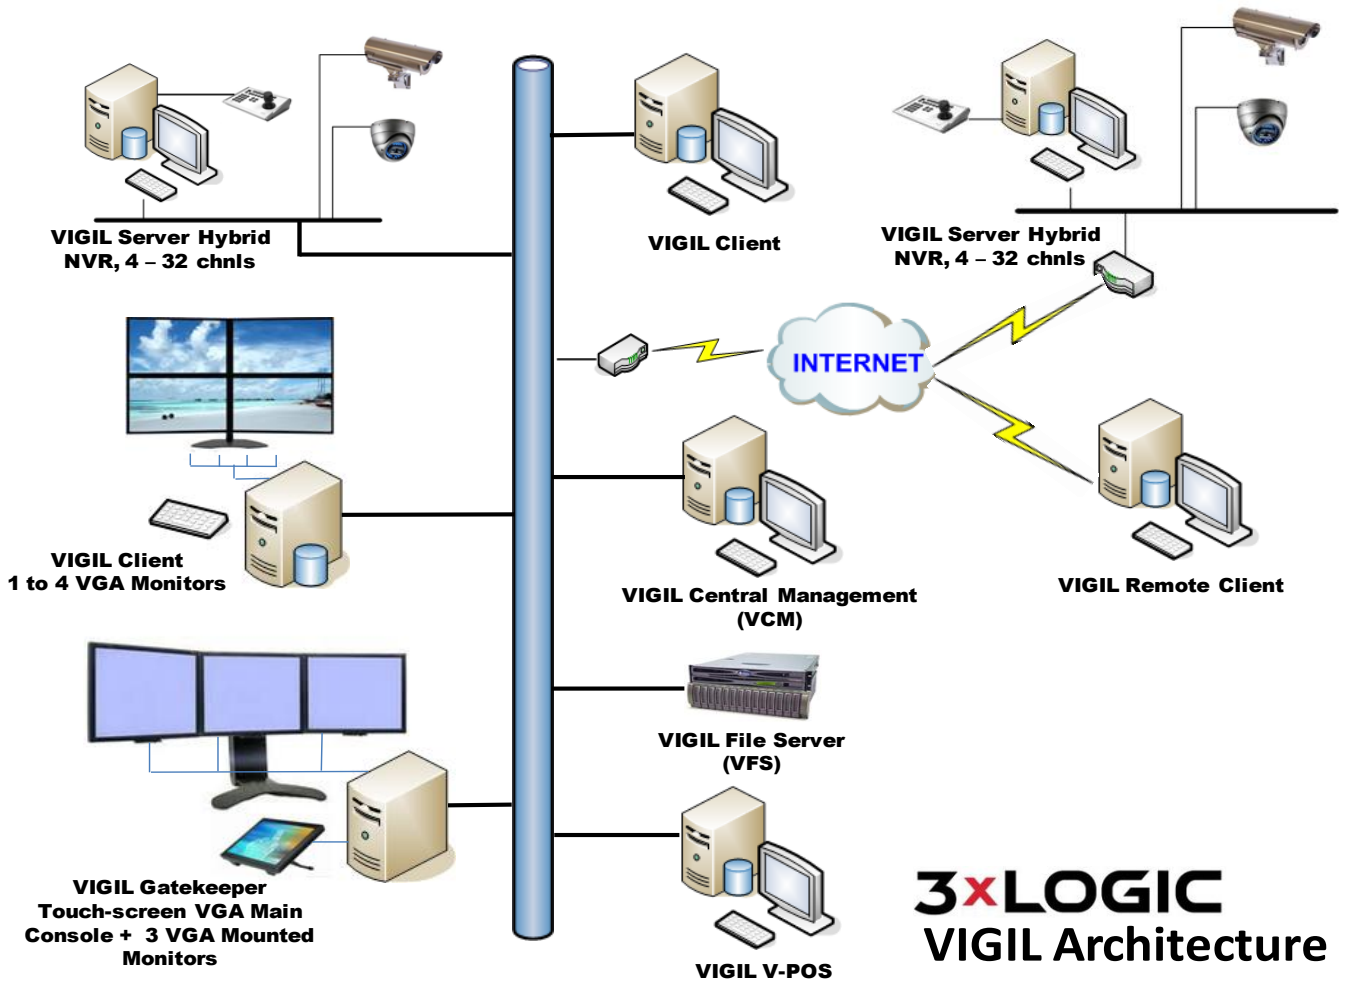 VIGIL Server Hybrid
NVR, 4 – 32 chnls
VIGIL Client
VIGIL Server Hybrid
NVR, 4 – 32 chnls
INTERNET
VIGIL Client
1 to 4 VGA Monitors
VIGIL Central Management
(VCM)
VIGIL Remote Client
VIGIL File Server
(VFS)
VIGIL Gatekeeper
Touch-screen VGA Main
Console + 3 VGA Mounted
Monitors
VIGIL V-POS
3xLOGIC
VIGIL Architecture